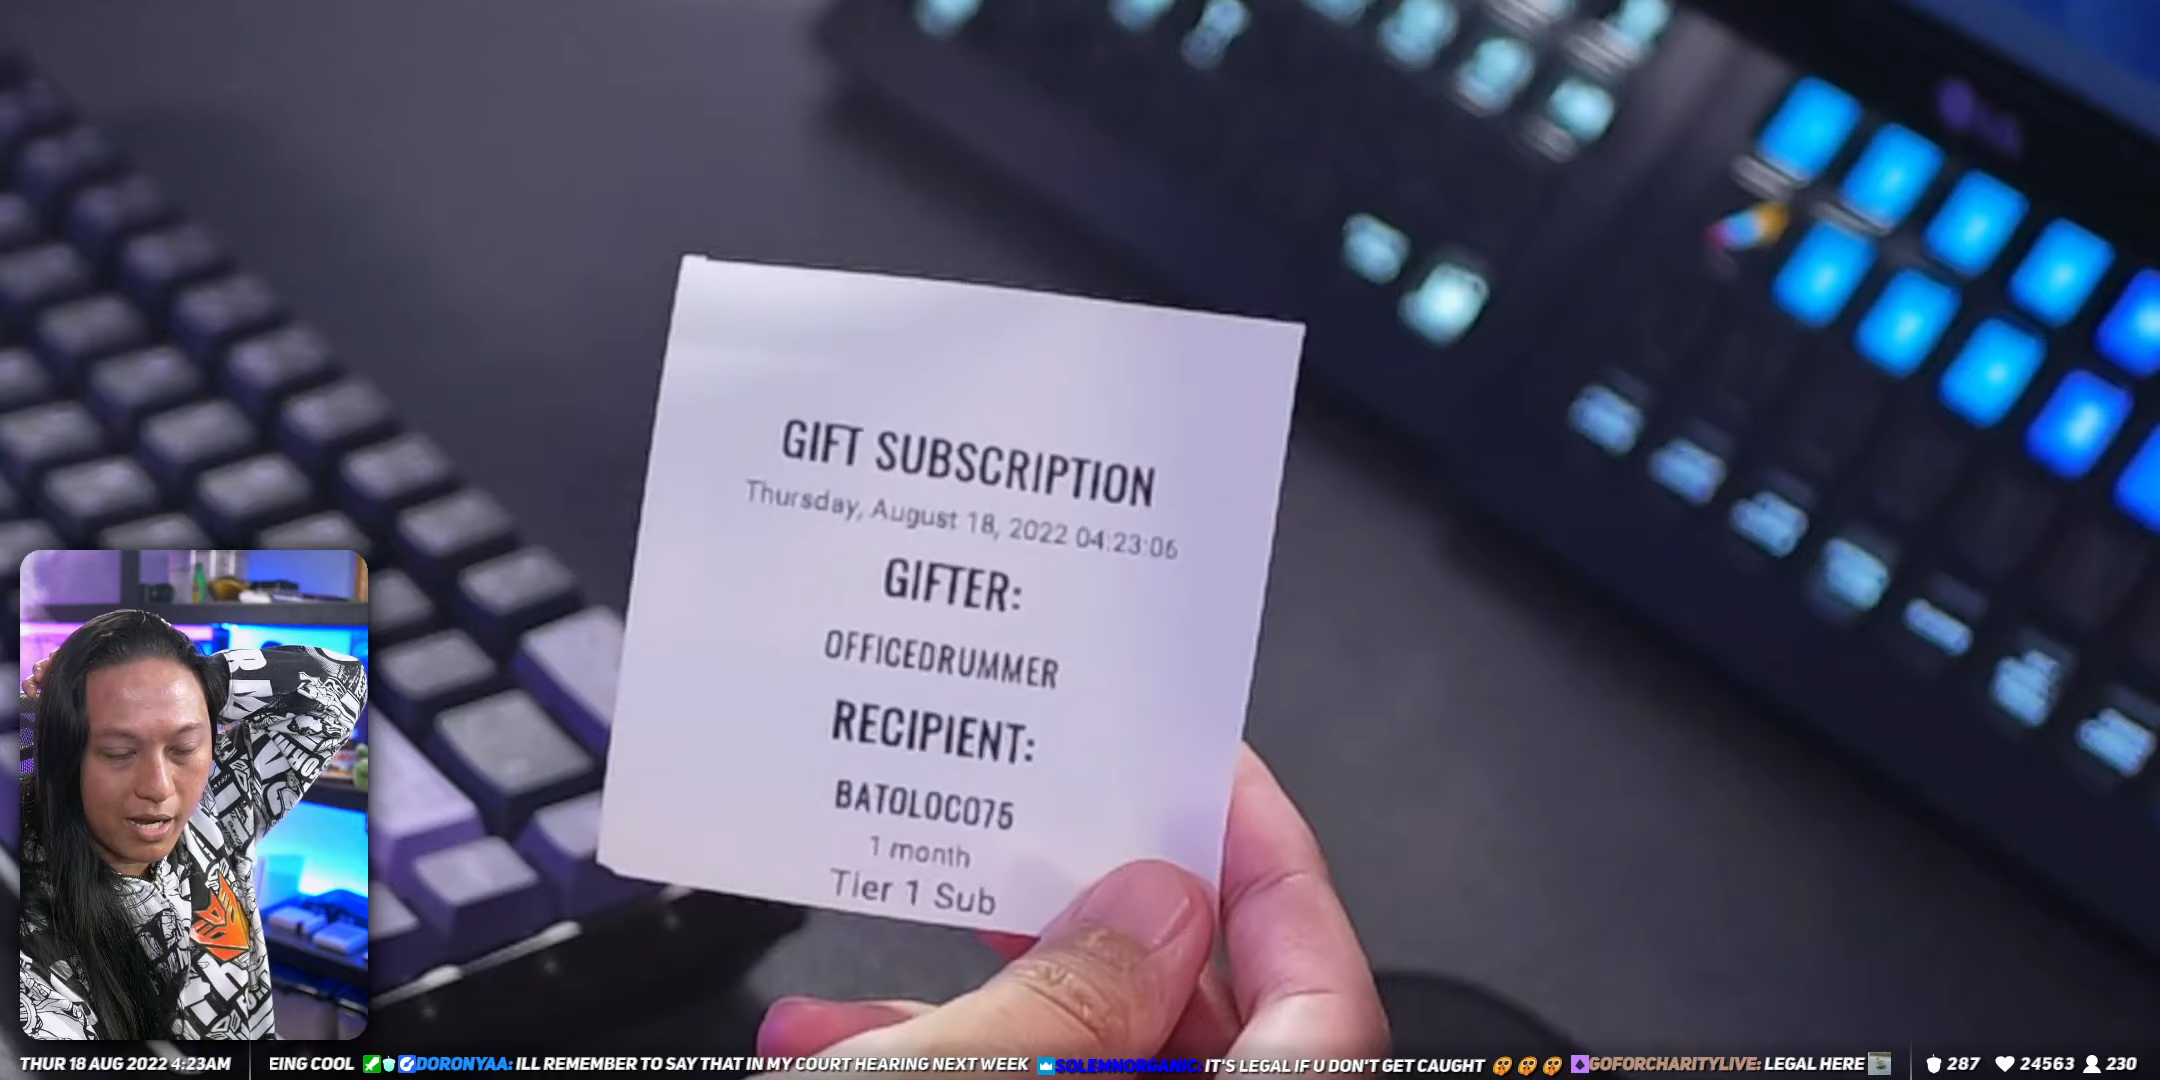 GIFT SUBSCRIPTION
Thursday, August 18, 2022 04:23:06
GIFTER:
OFFICEDRUMMER
RECIPIENT:
BATOLOCO75
1 month
Tier 1 Sub
THUR 18 AUG 2022 4:23AM
EING COOL DORONYAA: ILL REMEMBER TO SAY THAT IN MY COURT HEARING NEXT WEEK SOLEMNORGANIC: IT'S LEGAL IF U DON'T GET CAUGHT GOFORCHARITYLIVE: LEGAL HERE
287 24563 230